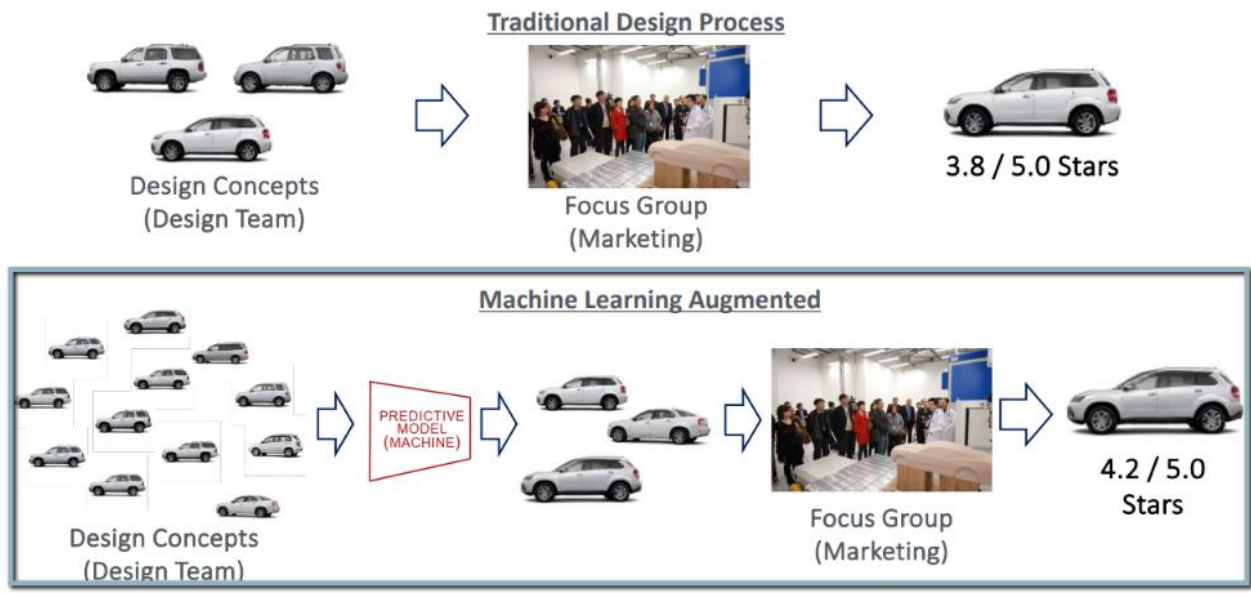 Traditional Design Process
Design Concepts
(Design Team)
Focus Group
(Marketing)
3.8 / 5.0 Stars
Machine Learning Augmented
PREDICTIVE
MODEL
(MACHINE)
Design Concepts
(Design Team)
Focus Group
(Marketing)
4.2 / 5.0
Stars